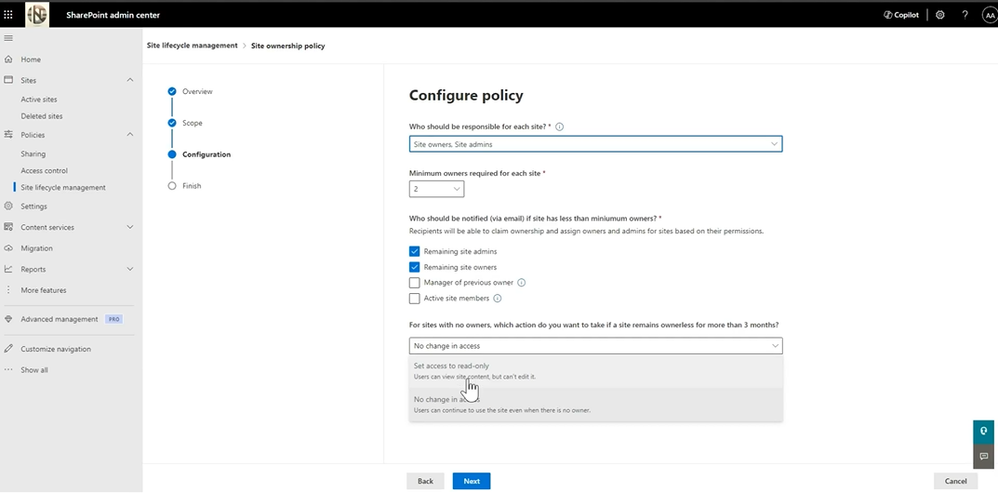 SharePoint admin center
Copilot
?
AA
Home
Sites
Active sites
Deleted sites
Policies
Sharing
Access control
Site lifecycle management
Settings
Content services
Migration
Reports
More features
Advanced management PRO
Customize navigation
Show all
Site lifecycle management > Site ownership policy
Overview
Scope
Configuration
Finish
Configure policy
Who should be responsible for each site? *
Site owners, Site admins
Minimum owners required for each site *
2
Who should be notified (via email) if site has less than miniumum owners? *
Recipients will be able to claim ownership and assign owners and admins for sites based on their permissions.
Remaining site admins
Remaining site owners
Manager of previous owner
Active site members
For sites with no owners, which action do you want to take if a site remains ownerless for more than 3 months?
No change in access
Set access to read-only
Users can view site content, but can't edit it.
No change in access
Users can continue to use the site even when there is no owner.
Back
Next
Cancel